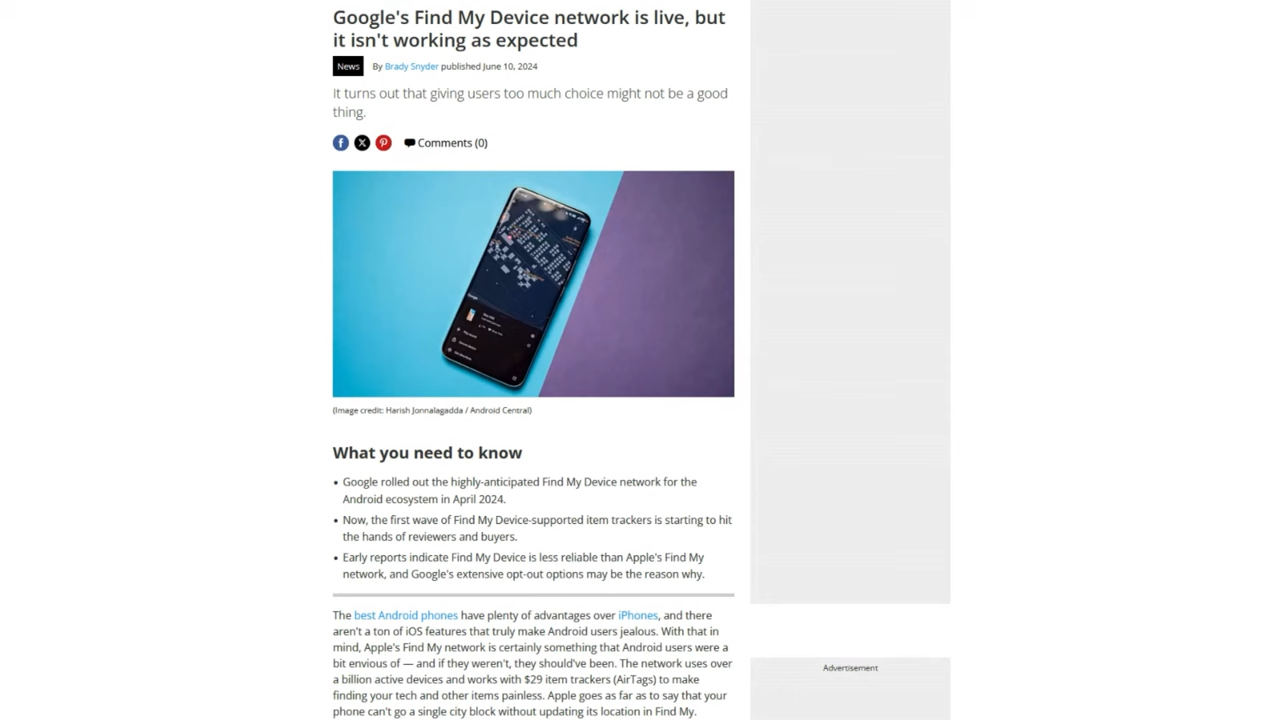 Google's Find My Device network is live, but
it isn't working as expected
News By Brady Snyder published June 10, 2024
It turns out that giving users too much choice might not be a good
thing.
Comments (0)
(Image credit: Harish Jonnalagadda / Android Central)
What you need to know
• Google rolled out the highly-anticipated Find My Device network for the
Android ecosystem in April 2024.
• Now, the first wave of Find My Device-supported item trackers is starting to hit
the hands of reviewers and buyers.
• Early reports indicate Find My Device is less reliable than Apple's Find My
network, and Google's extensive opt-out options may be the reason why.
The best Android phones have plenty of advantages over iPhones, and there
aren't a ton of iOS features that truly make Android users jealous. With that in
mind, Apple's Find My network is certainly something that Android users were a
bit envious of — and if they weren't, they should've been. The network uses over
a billion active devices and works with $29 item trackers (AirTags) to make
finding your tech and other items painless. Apple goes as far as to say that your
phone can't go a single city block without updating its location in Find My.
Advertisement